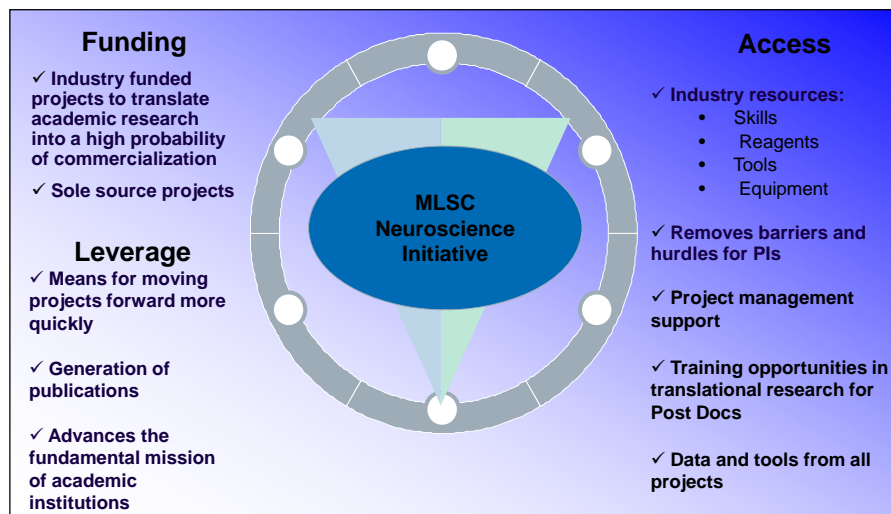 Funding
✓ Industry funded
projects to translate
academic research
into a high probability
of commercialization
✓ Sole source projects
Leverage
✓ Means for moving
projects forward more
quickly
✓ Generation of
publications
✓ Advances the
fundamental mission
of academic
institutions
MLSC
Neuroscience
Initiative
Access
✓ Industry resources:
• Skills
• Reagents
• Tools
• Equipment
✓ Removes barriers and
hurdles for PIs
✓ Project management
support
✓ Training opportunities in
translational research for
Post Docs
✓ Data and tools from all
projects